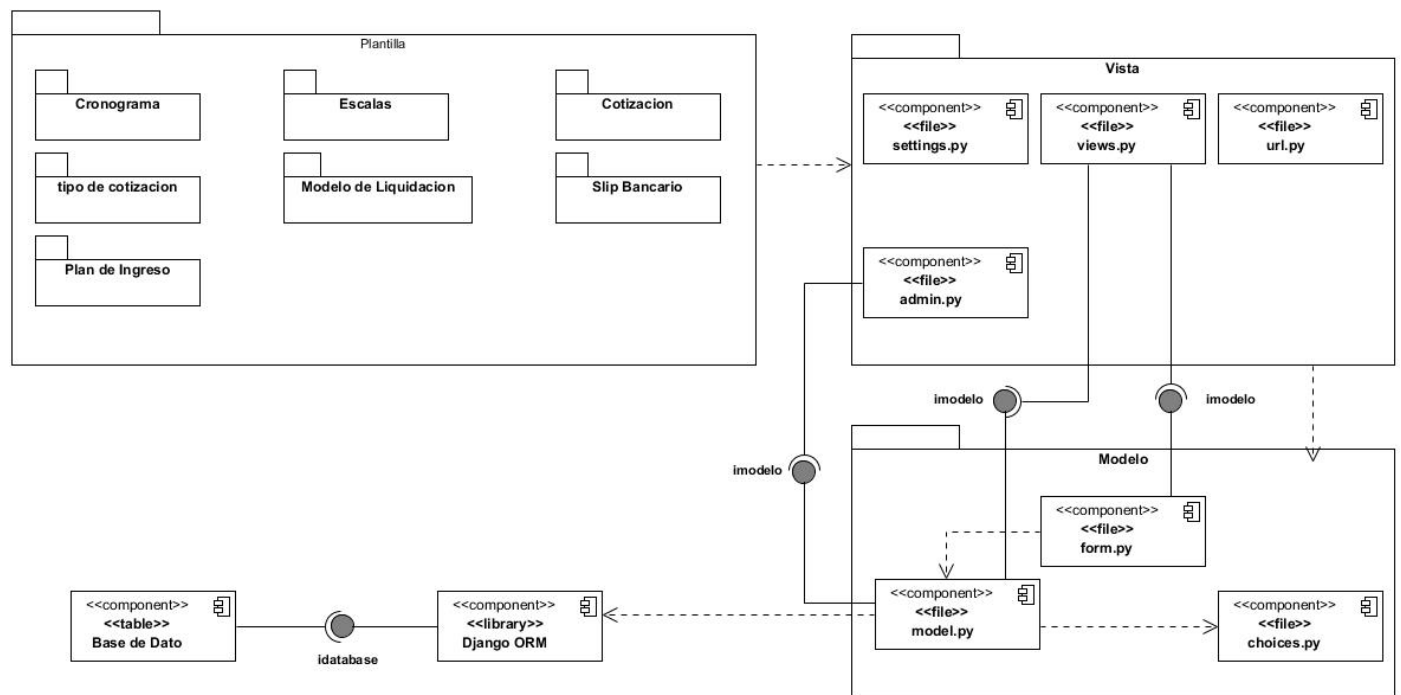 Plantilla
Cronograma
Escalas
Cotizacion
tipo de cotizacion
Modelo de Liquidacion
Slip Bancario
Plan de Ingreso
Vista
<<component>>
<<file>>
settings.py
<<component>>
<<file>>
views.py
<<component>>
<<file>>
url.py
<<component>>
<<file>>
admin.py
imodelo
imodelo
imodelo
Modelo
<<component>>
<<file>>
form.py
<<component>>
<<file>>
model.py
<<component>>
<<file>>
choices.py
<<component>>
<<table>>
Base de Dato
idatabase
<<component>>
<<library>>
Django ORM